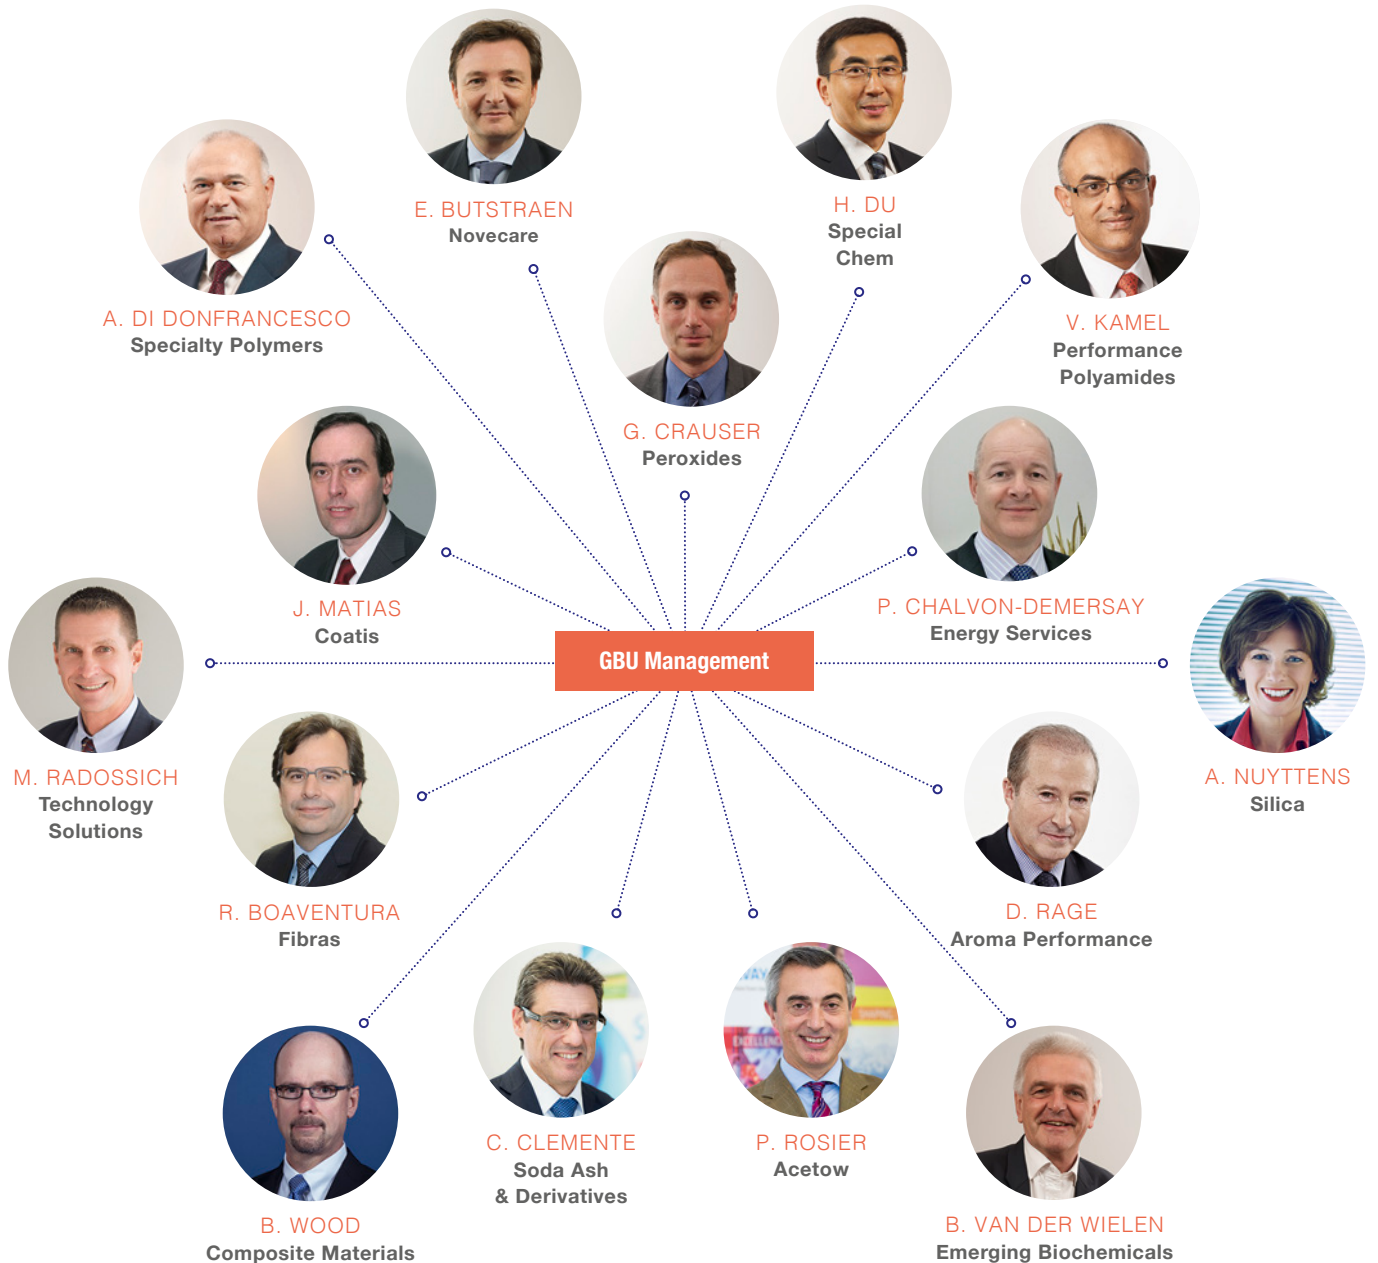 E. BUTSTRAEN
Novecare
H. DU
Special
Chem
A. DI DONFRANCESCO
Specialty Polymers
V. KAMEL
Performance
Polyamides
G. CRAUSER
Peroxides
J. MATIAS
Coatis
P. CHALVON-DEMERSAY
Energy Services
GBU Management
M. RADOSSICH
Technology
Solutions
A. NUYTTENS
Silica
R. BOAVENTURA
Fibras
D. RAGE
Aroma Performance
C. CLEMENTE
Soda Ash
& Derivatives
P. ROSIER
Acetow
B. WOOD
Composite Materials
B. VAN DER WIELEN
Emerging Biochemicals